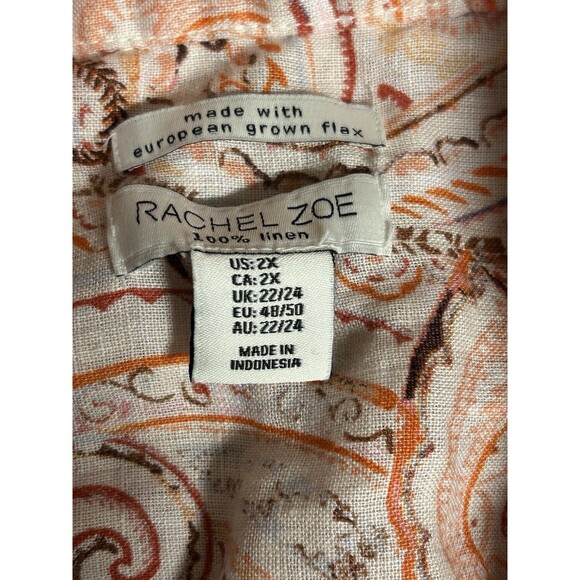 made with
european grown flax
RACHEL ZOE
100% linen
US: 2X
CA: 2X
UK: 22/24
EU: 48/50
AU: 22/24
MADE IN
INDONESIA